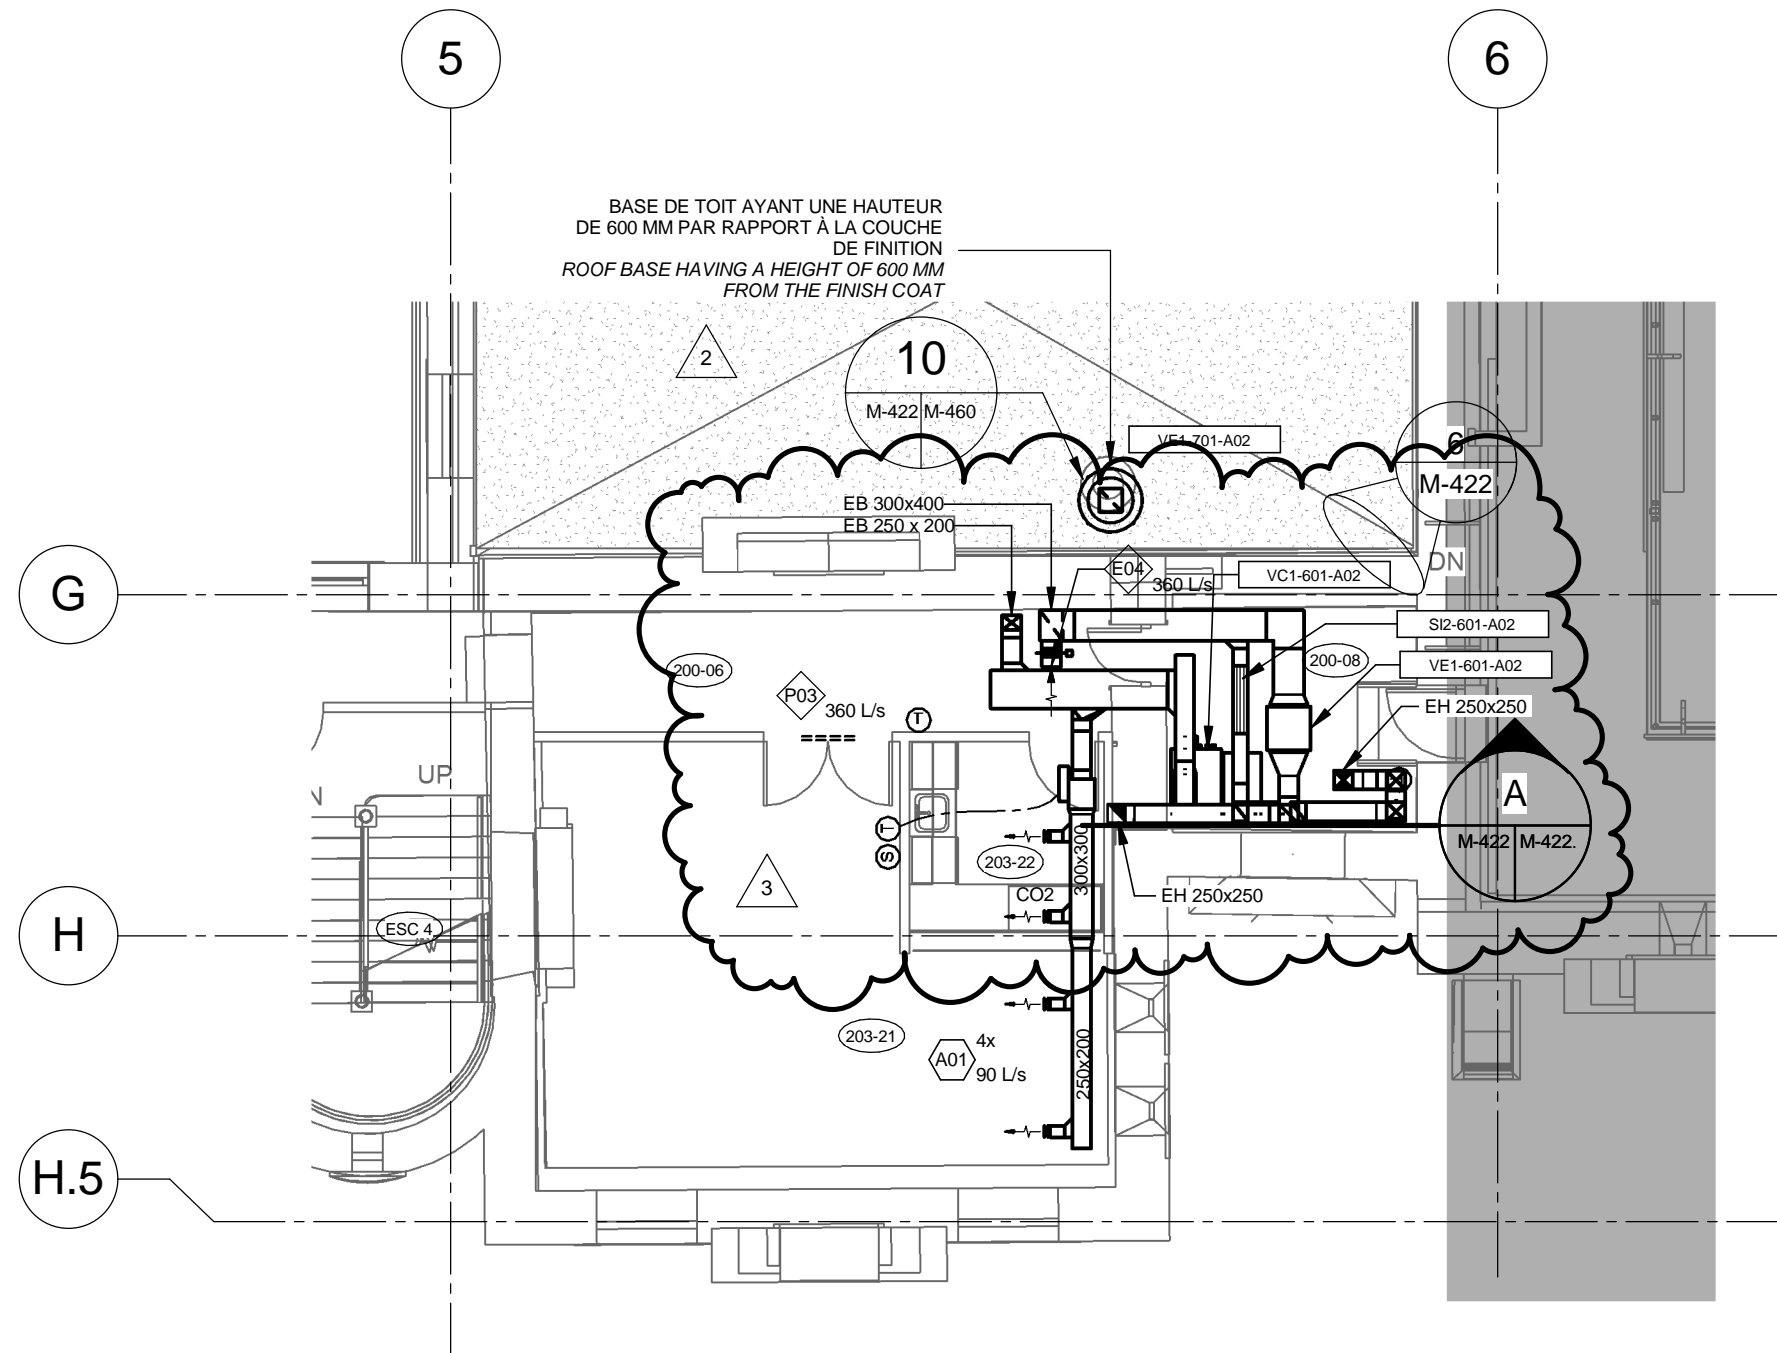 5
6
BASE DE TOIT AYANT UNE HAUTEUR
DE 600 MM PAR RAPPORT À LA COUCHE
DE FINITION
ROOF BASE HAVING A HEIGHT OF 600 MM
FROM THE FINISH COAT
2
10
M-422 M-460
VE1-701-A02
6
M-422
EB 300x400
EB 250 x 200
E04
360 L/s
VC1-601-A02
DN
G
SI2-601-A02
200-06
200-08
VE1-601-A02
P03
360 L/s
T
EH 250x250
UP
N
A
M-422 M-422.
T
S
203-22
300x300
3
CO2
EH 250x250
H
ESC 4
203-21
A01
4x
90 L/s
250x200
H.5